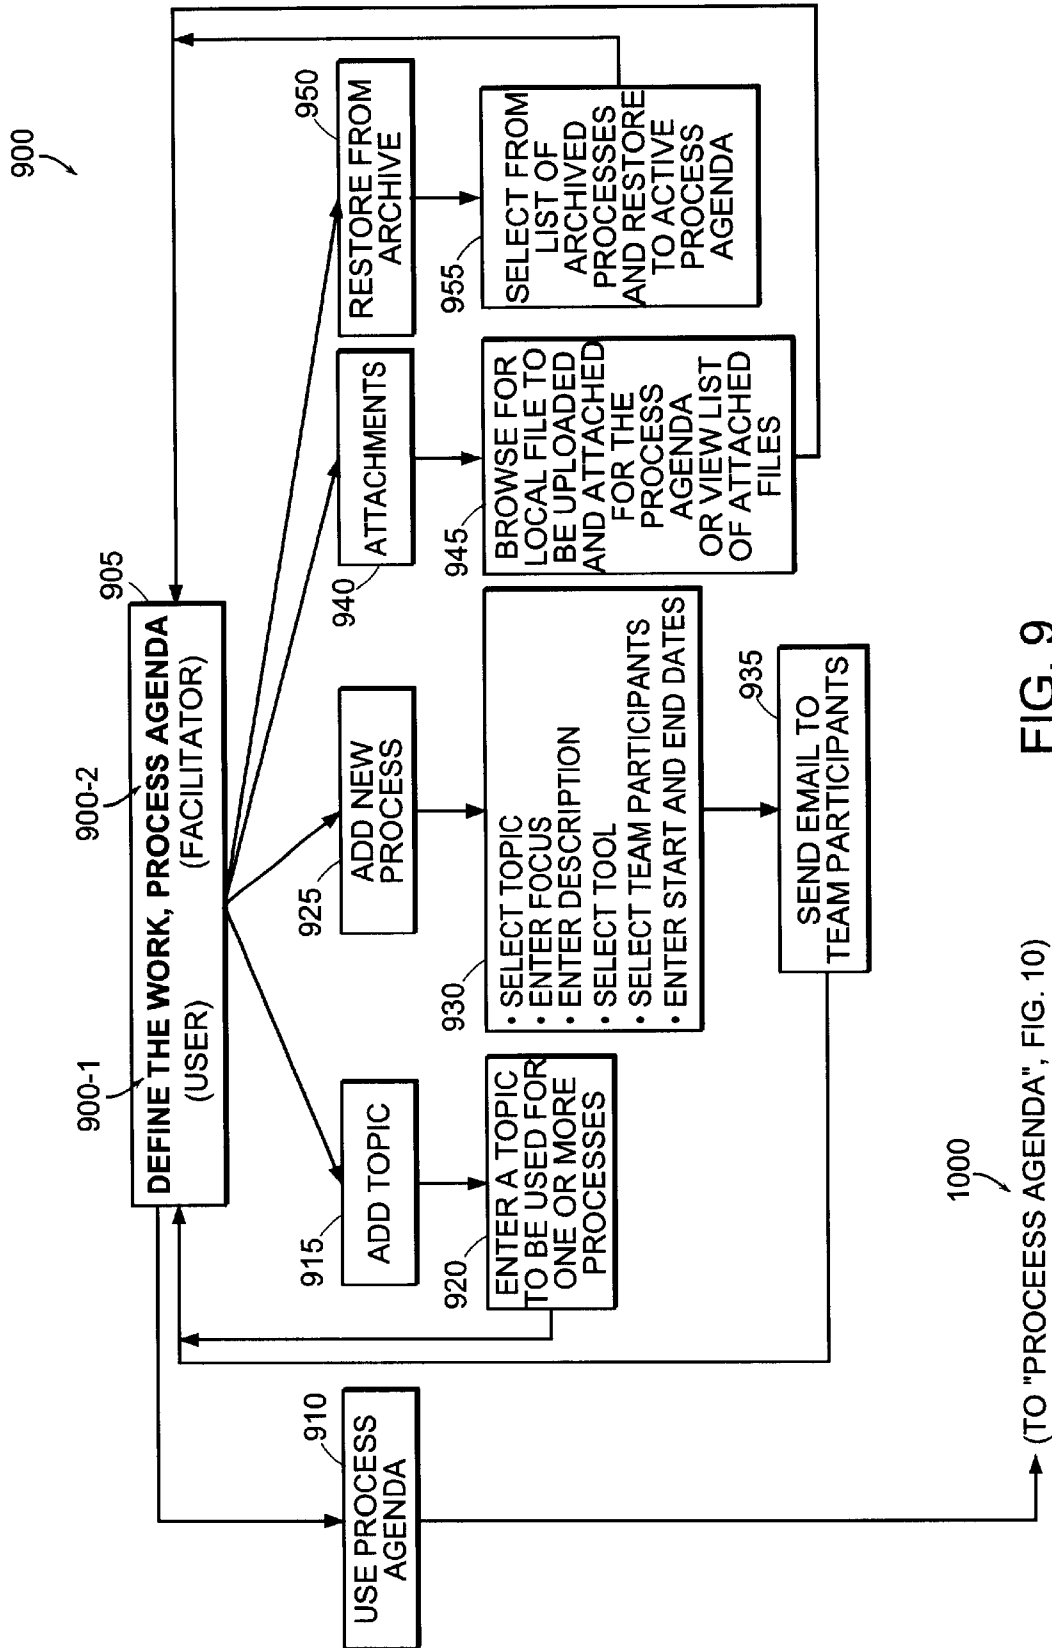 900
900-1
900-2
905
DEFINE THE WORK, PROCESS AGENDA
(USER)
(FACILITATOR)
910
USE PROCESS
AGENDA
915
ADD TOPIC
920
ENTER A TOPIC
TO BE USED FOR
ONE OR MORE
PROCESSES
925
ADD NEW
PROCESS
930
• SELECT TOPIC
• ENTER FOCUS
• ENTER DESCRIPTION
• SELECT TOOL
• SELECT TEAM PARTICIPANTS
• ENTER START AND END DATES
935
SEND EMAIL TO
TEAM PARTICIPANTS
940
ATTACHMENTS
945
BROWSE FOR
LOCAL FILE TO
BE UPLOADED
AND ATTACHED
FOR THE
PROCESS
AGENDA
OR VIEW LIST
OF ATTACHED
FILES
950
RESTORE FROM
ARCHIVE
955
SELECT FROM
LIST OF
ARCHIVED
PROCESSES
AND RESTORE
TO ACTIVE
PROCESS
AGENDA
1000
(TO "PROCEESS AGENDA", FIG. 10)
FIG. 9